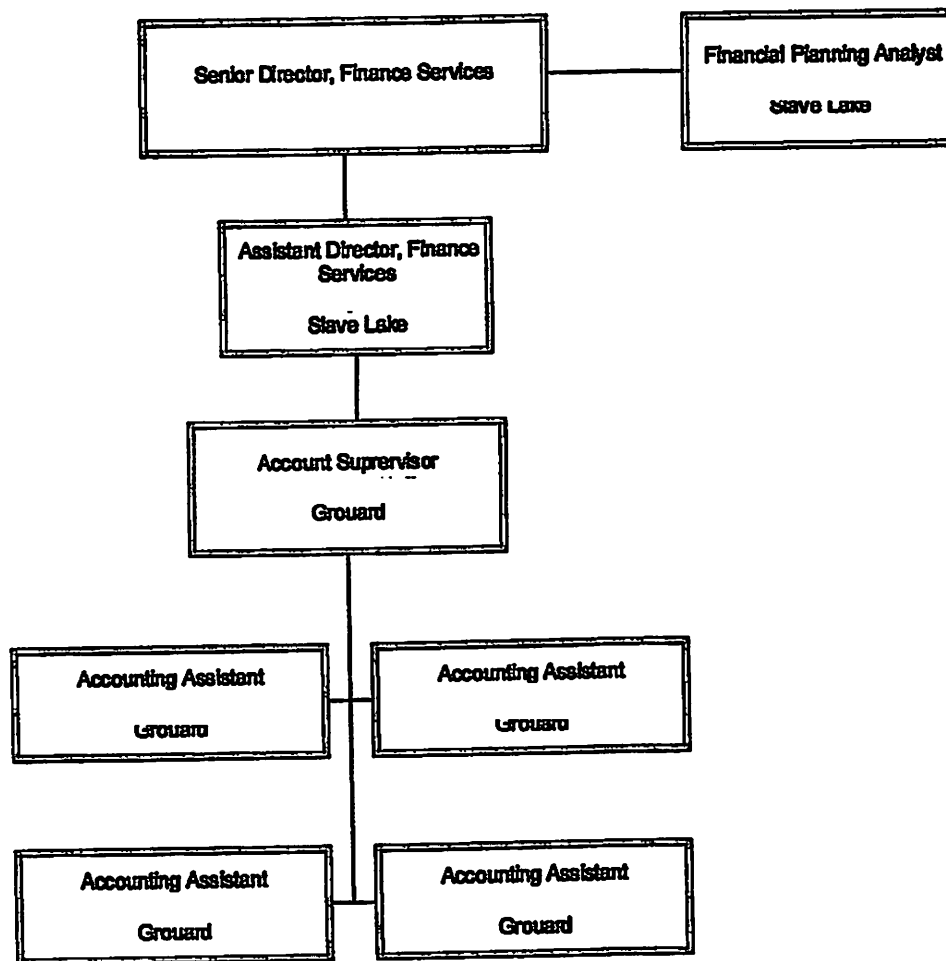 Senior Director, Finance Services
Financial Planning Analyst
Slave Lake
Assistant Director, Finance
Services
Slave Lake
Account Suprervisor
Grouard
Accounting Assistant
Grouard
Accounting Assistant
Grouard
Accounting Assistant
Grouard
Accounting Assistant
Grouard